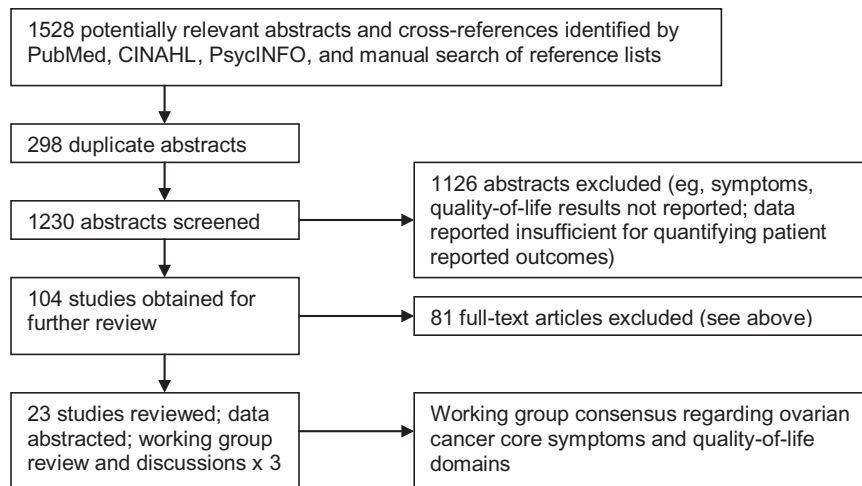 1528 potentially relevant abstracts and cross-references identified by
PubMed, CINAHL, PsycINFO, and manual search of reference lists
298 duplicate abstracts
1230 abstracts screened
1126 abstracts excluded (eg, symptoms,
quality-of-life results not reported; data
reported insufficient for quantifying patient
reported outcomes)
104 studies obtained for
further review
81 full-text articles excluded (see above)
23 studies reviewed; data
abstracted; working group
review and discussions x 3
Working group consensus regarding ovarian
cancer core symptoms and quality-of-life
domains